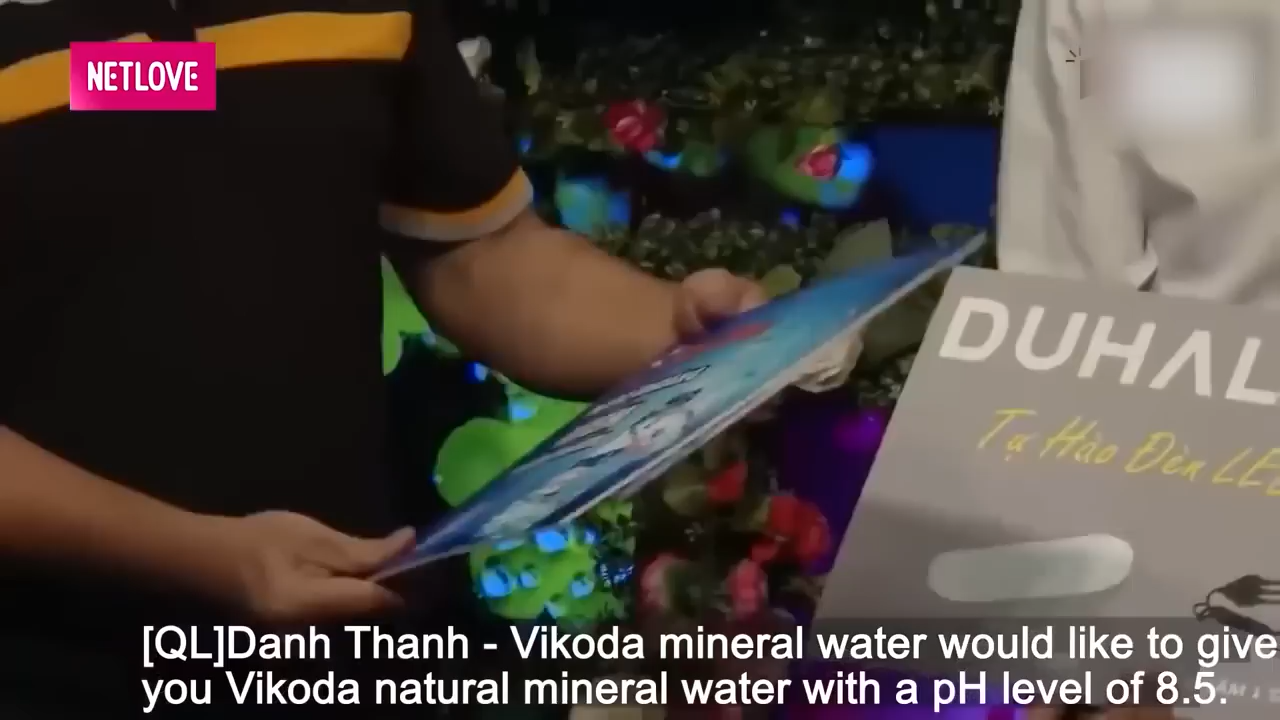 NETLOVE
DUHAL
Tự Hào Đèn LED
[QL]Danh Thanh - Vikoda mineral water would like to give
you Vikoda natural mineral water with a pH level of 8.5.